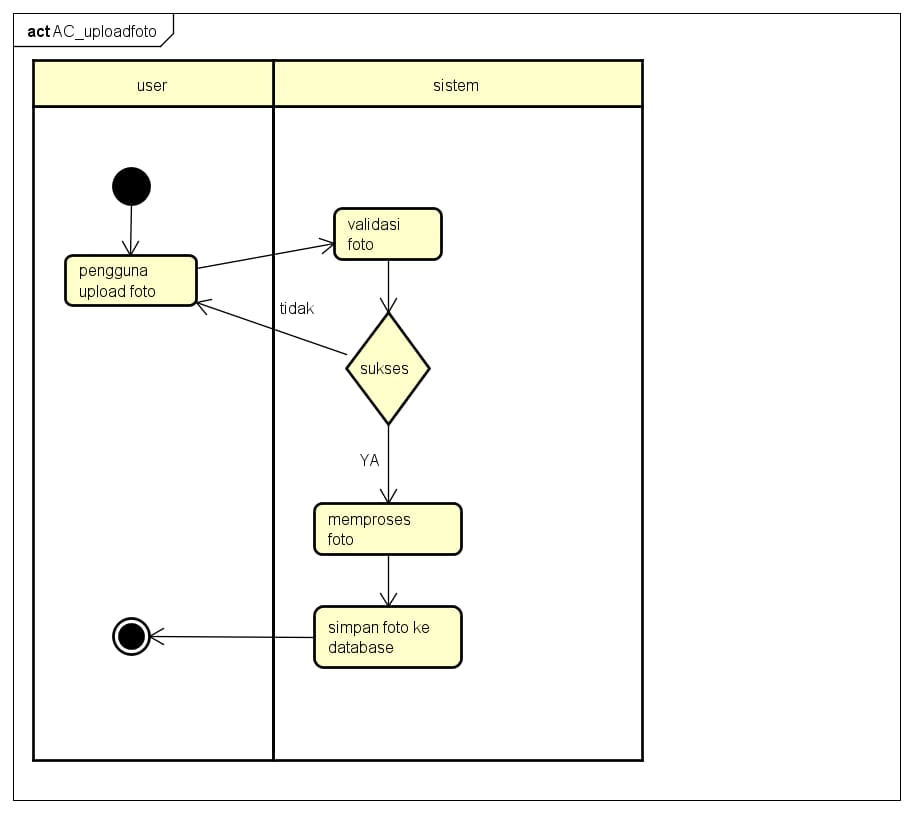 act AC_uploadfoto
user
sistem
validasi
foto
pengguna
upload foto
tidak
sukses
YA
memproses
foto
simpan foto ke
database